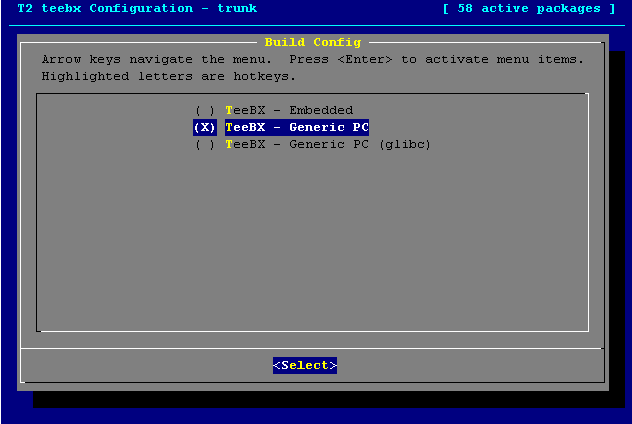 T2 teebx Configuration - trunk [ 58 active packages ]
Build Config
Arrow keys navigate the menu. Press <Enter> to activate menu items.
Highlighted letters are hotkeys.
( ) TeeBX - Embedded
(X) TeeBX - Generic PC
( ) TeeBX - Generic PC (glibc)
<Select>